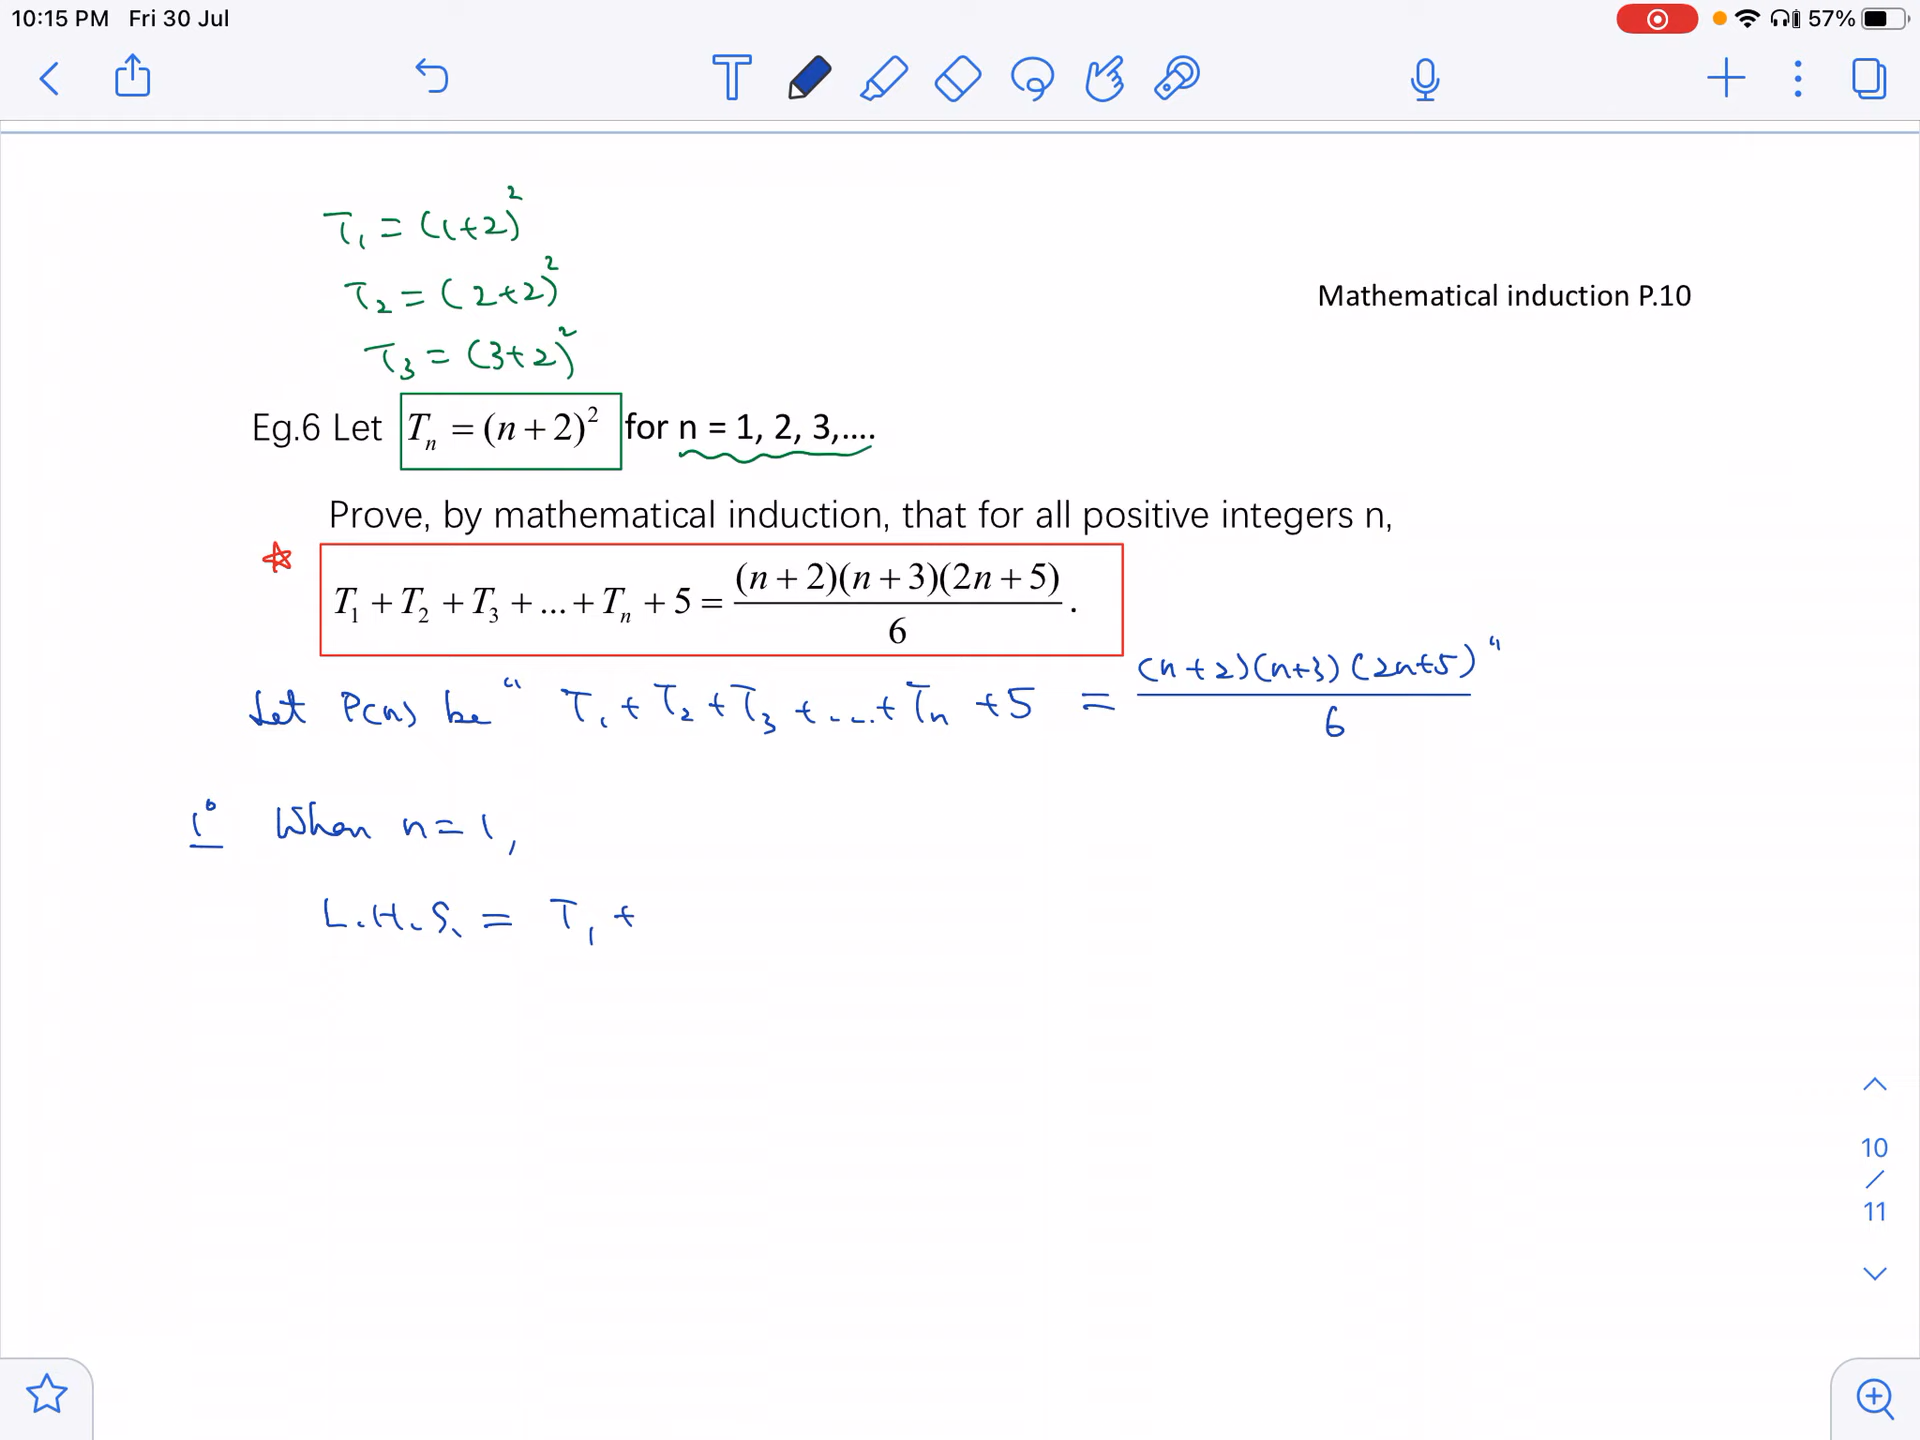 10:15 PM Fri 30 Jul 57%
T₁ = (1+2)²
T₂ = (2+2)²
Mathematical induction P.10
T₃ = (3+2)²
Eg.6 Let Tₙ = (n + 2)² for n = 1, 2, 3,....
Prove, by mathematical induction, that for all positive integers n,
T₁ + T₂ + T₃ + ... + Tₙ + 5 = (n + 2)(n + 3)(2n + 5) / 6 .
Let P(n) be “ T₁ + T₂ + T₃ + .... + Tₙ + 5 = (n+2)(n+3)(2n+5) / 6 ”
1° When n = 1,
L.H.S. = T₁ +
10
/
11